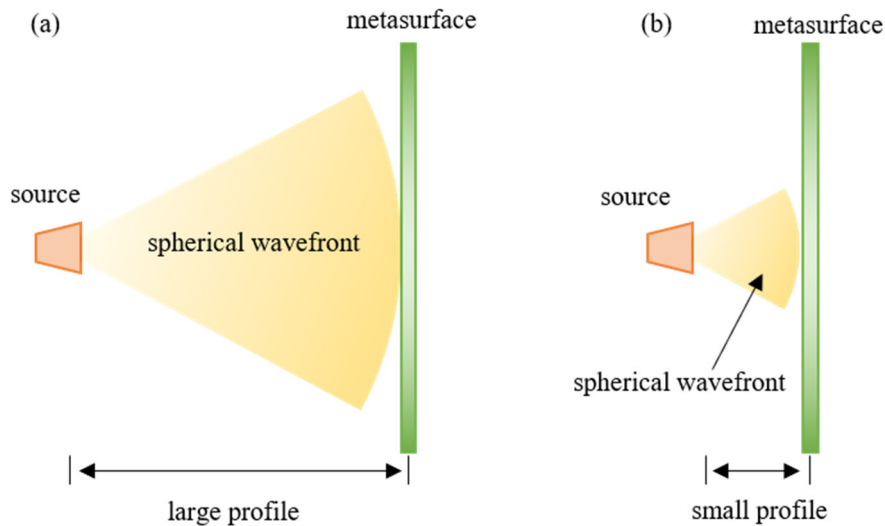 (a)
metasurface
source
spherical wavefront
large profile
(b)
metasurface
source
spherical wavefront
small profile